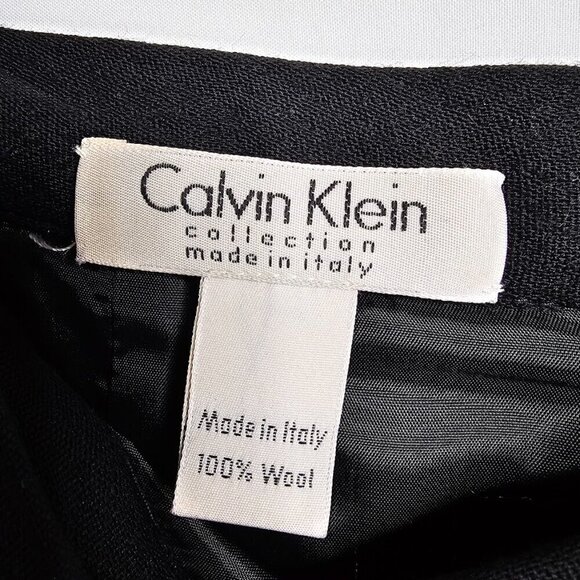 Calvin Klein
collection
made in italy
Made in Italy
100% Wool